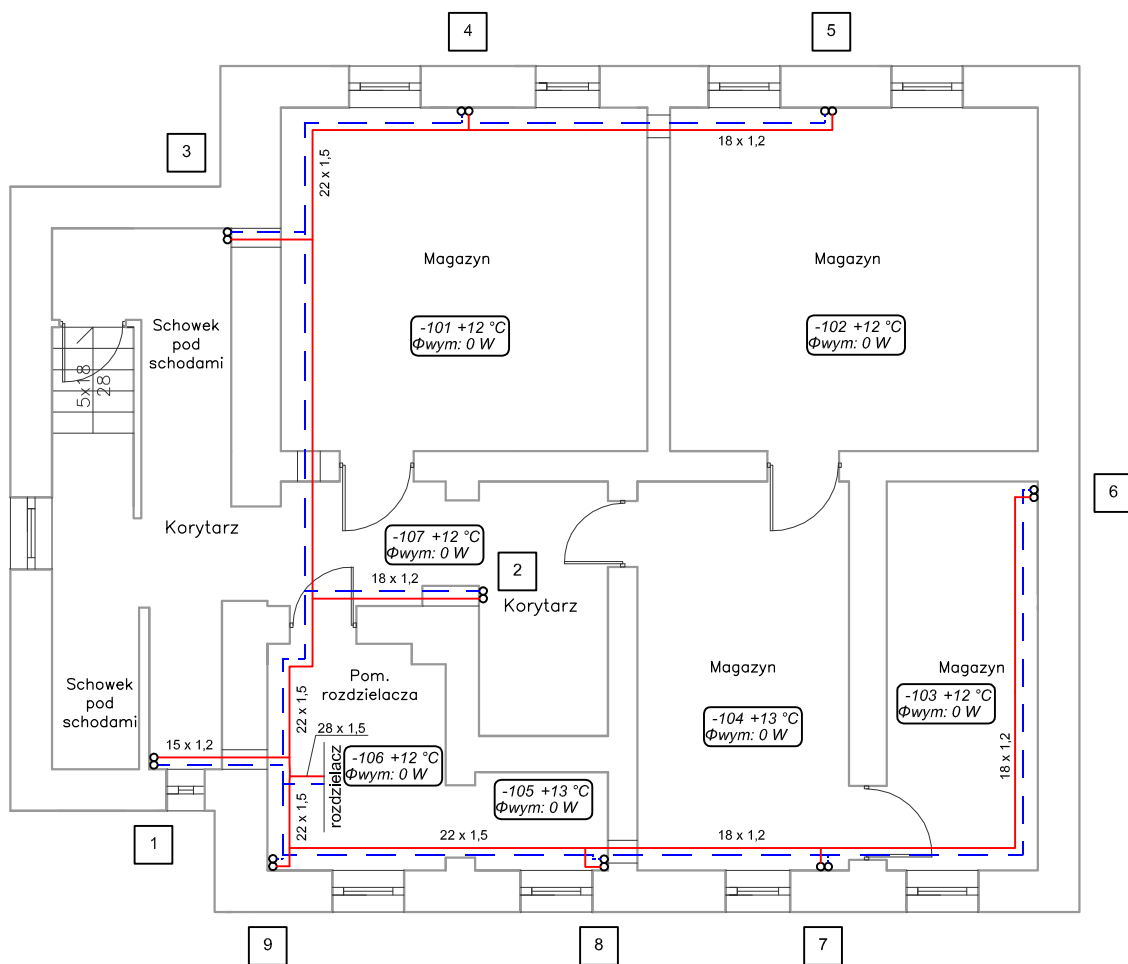 4
5
3
18 x 1,2
22 x 1,5
Magazyn
Magazyn
-101 +12 °C
Φwym: 0 W
-102 +12 °C
Φwym: 0 W
Schowek
pod
schodami
5x18
28
6
Korytarz
-107 +12 °C
Φwym: 0 W
18 x 1,2
2
Korytarz
Schowek
pod
schodami
Pom.
rozdzielacza
22 x 1,5
28 x 1,5
Magazyn
-104 +13 °C
Φwym: 0 W
Magazyn
-103 +12 °C
Φwym: 0 W
18 x 1,2
15 x 1,2
-106 +12 °C
Φwym: 0 W
rozdzielacz
22 x 1,5
-105 +13 °C
Φwym: 0 W
1
22 x 1,5
18 x 1,2
9
8
7